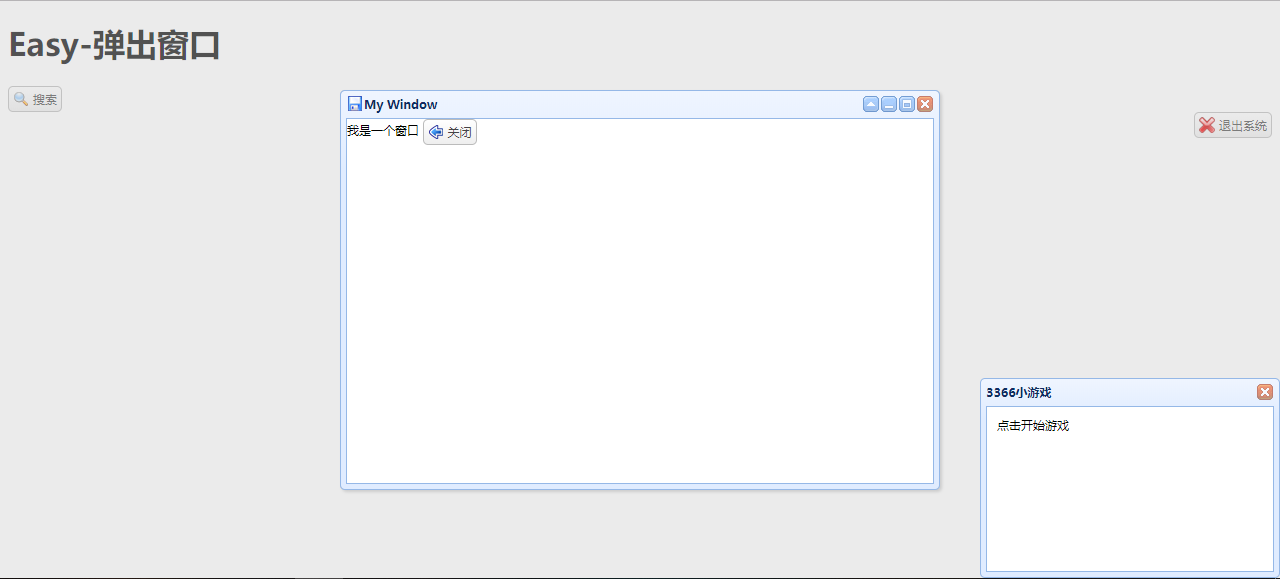 Easy-弹出窗口
搜索
My Window
我是一个窗口 关闭
退出系统
3366小游戏
点击开始游戏